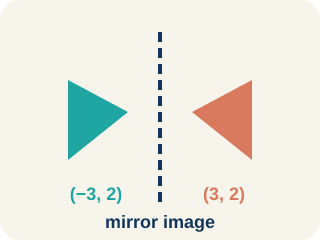 (−3, 2) (3, 2)
mirror image